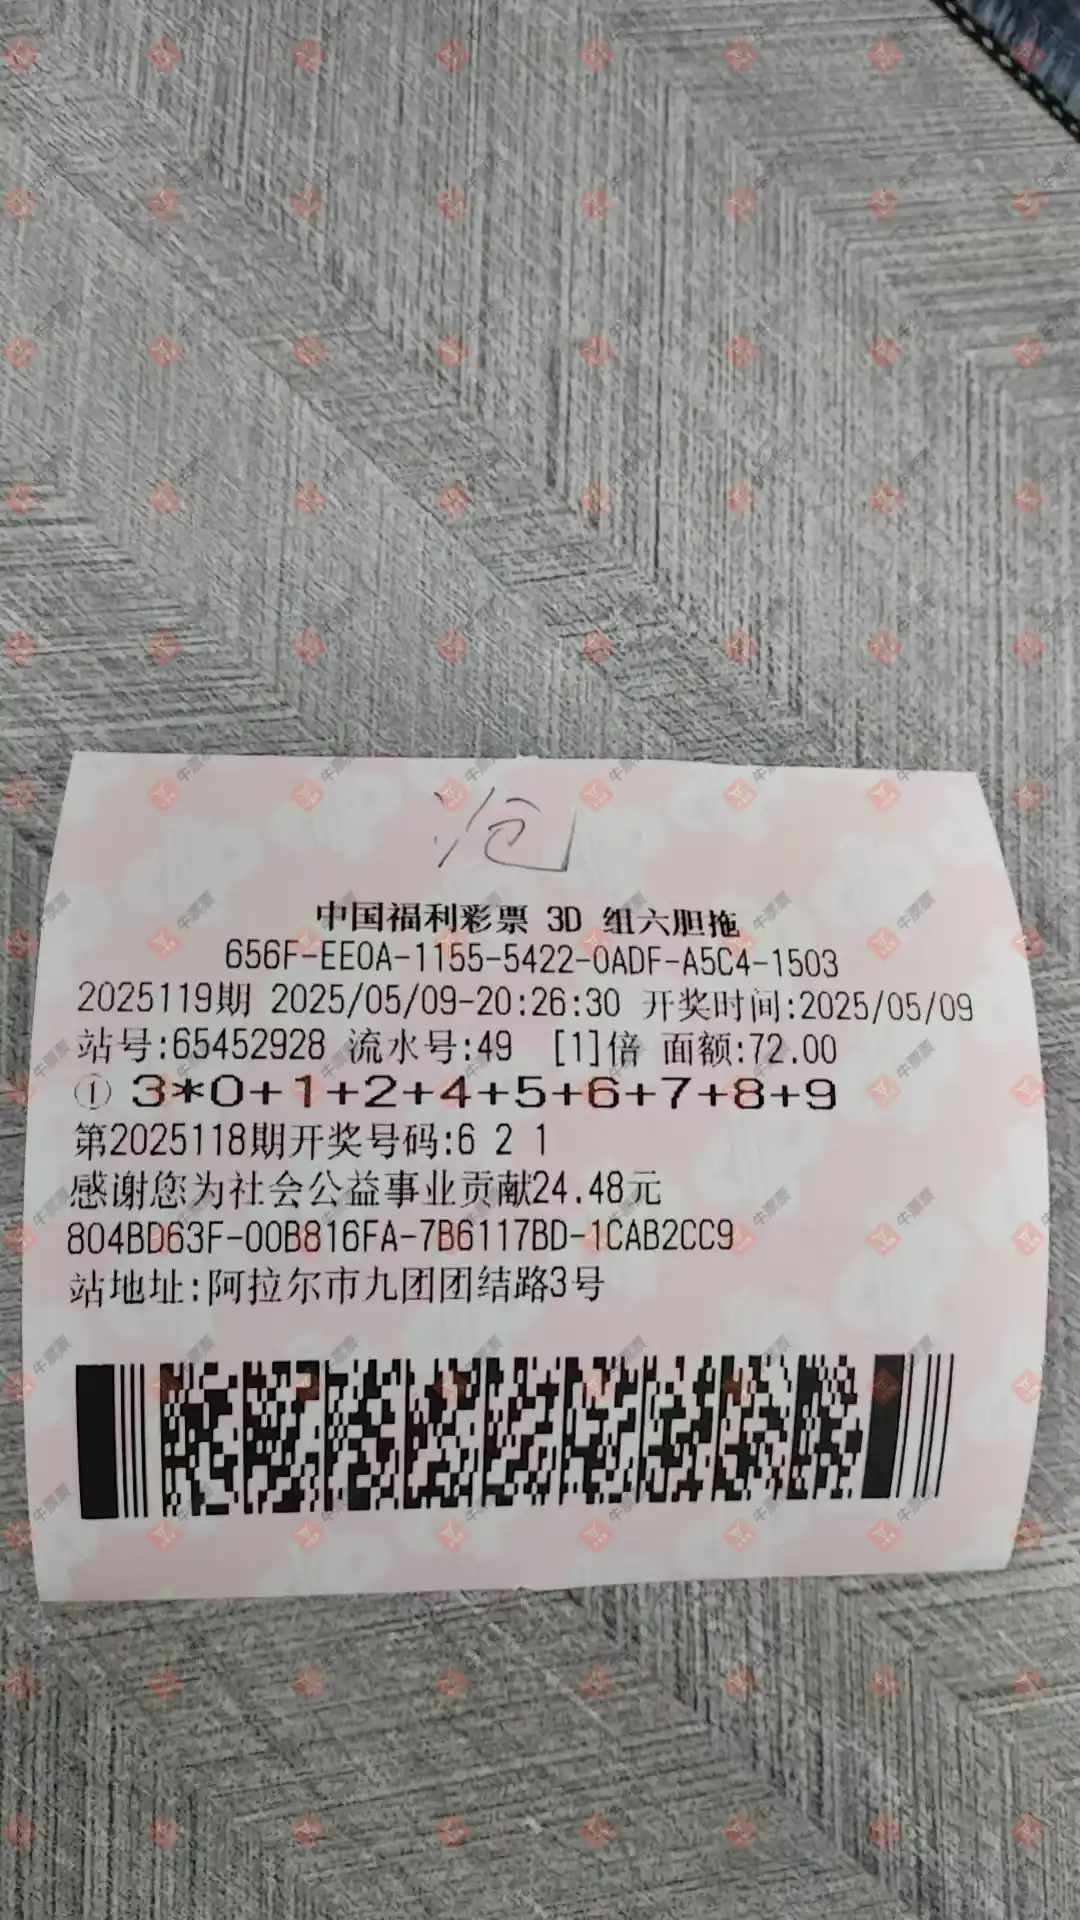 中国福利彩票 3D 组六胆拖
656F-EE0A-1155-5422-0ADF-A5C4-1503
2025119期 2025/05/09-20:26:30 开奖时间:2025/05/09
站号:65452928 流水号:49 [1]倍 面额:72.00
① 3*0+1+2+4+5+6+7+8+9
第2025118期开奖号码:6 2 1
感谢您为社会公益事业贡献24.48元
804BD63F-00B816FA-7B6117BD-1CAB2CC9
站地址:阿拉尔市九团团结路3号